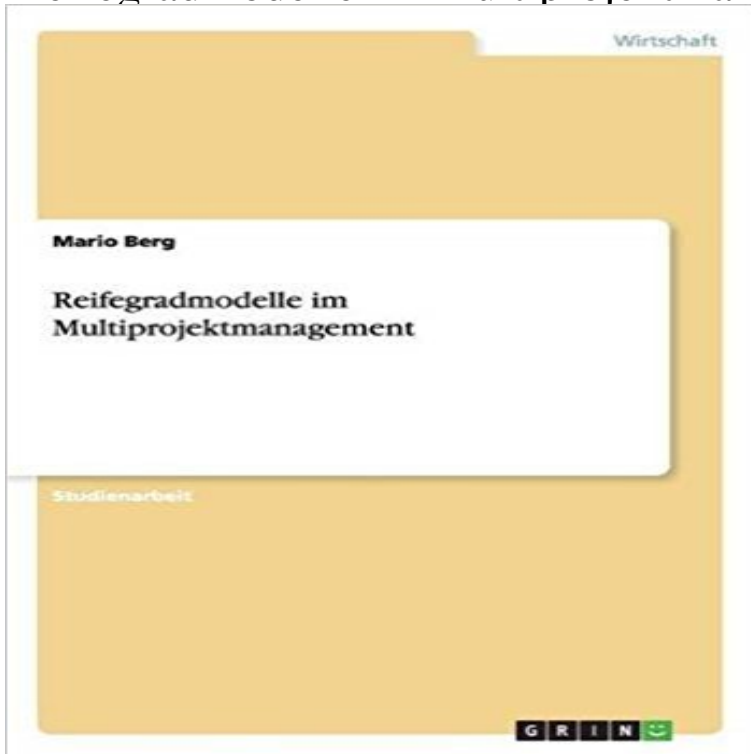 Wirtschaft
Mario Berg
Reifegradmodelle im
Multiprojektmanagement
Studienarbeit
GRIN